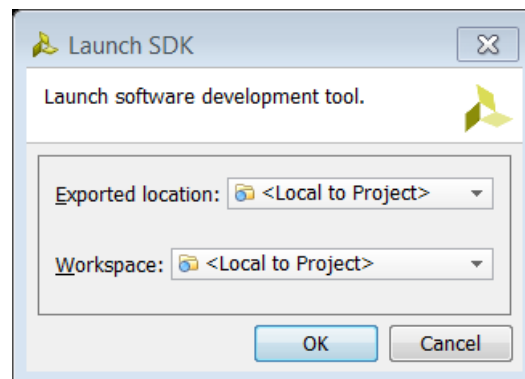 Launch SDK
Launch software development tool.
Exported location: <Local to Project>
Workspace: <Local to Project>
OK Cancel